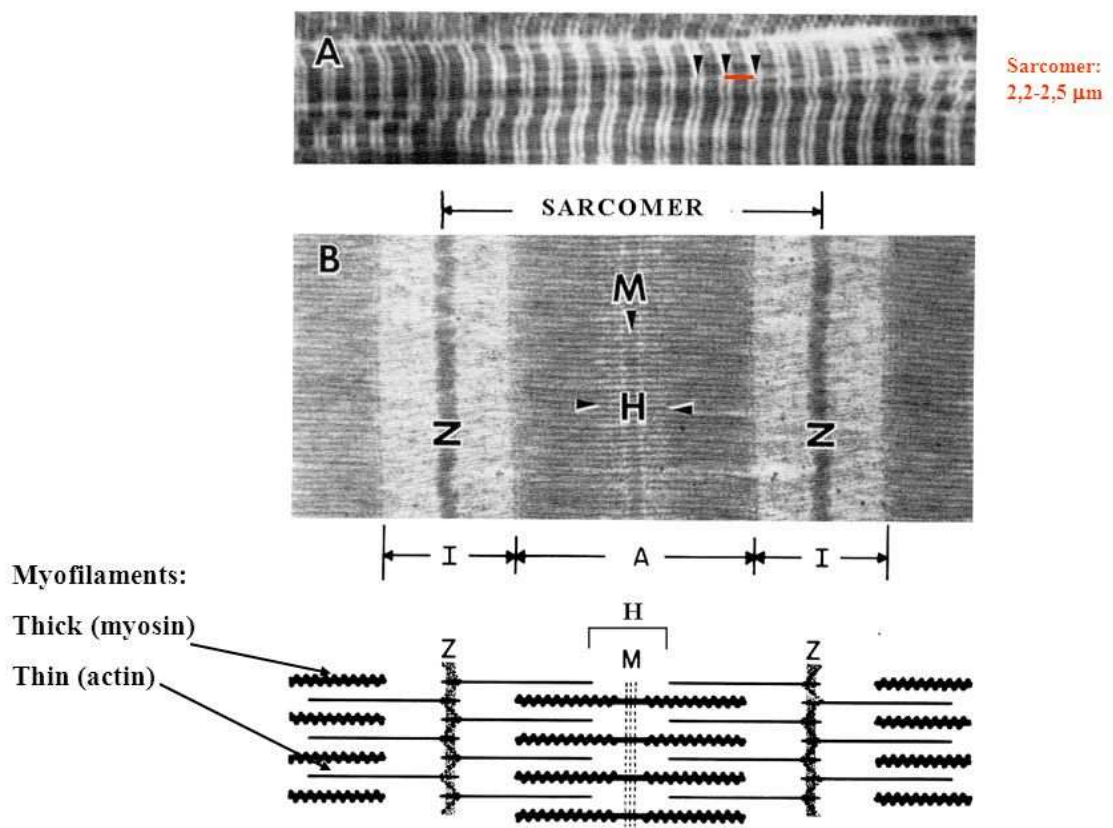 A
Sarcomer:
2,2-2,5 μm
SARCOMER
B
M
H
Z
Z
I
A
I
Myofilaments:
Thick (myosin)
Thin (actin)
H
Z
M
Z